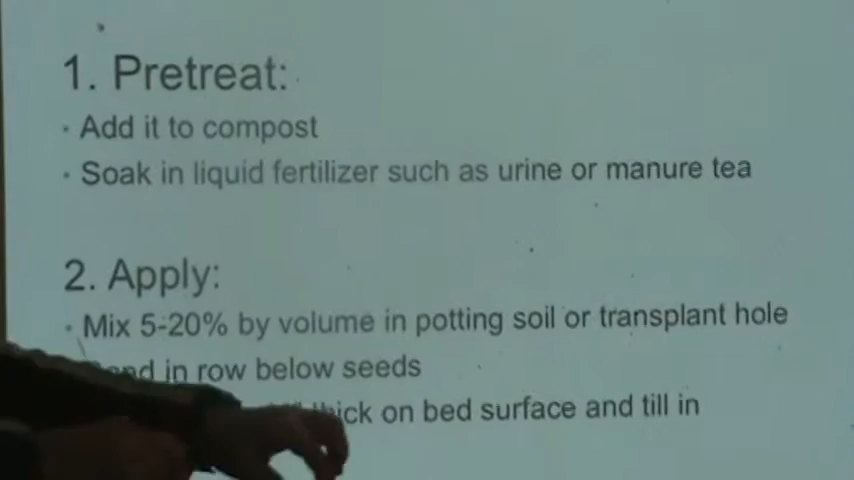 1. Pretreat:
· Add it to compost
· Soak in liquid fertilizer such as urine or manure tea
2. Apply:
· Mix 5-20% by volume in potting soil or transplant hole
in row below seeds
thick on bed surface and till in